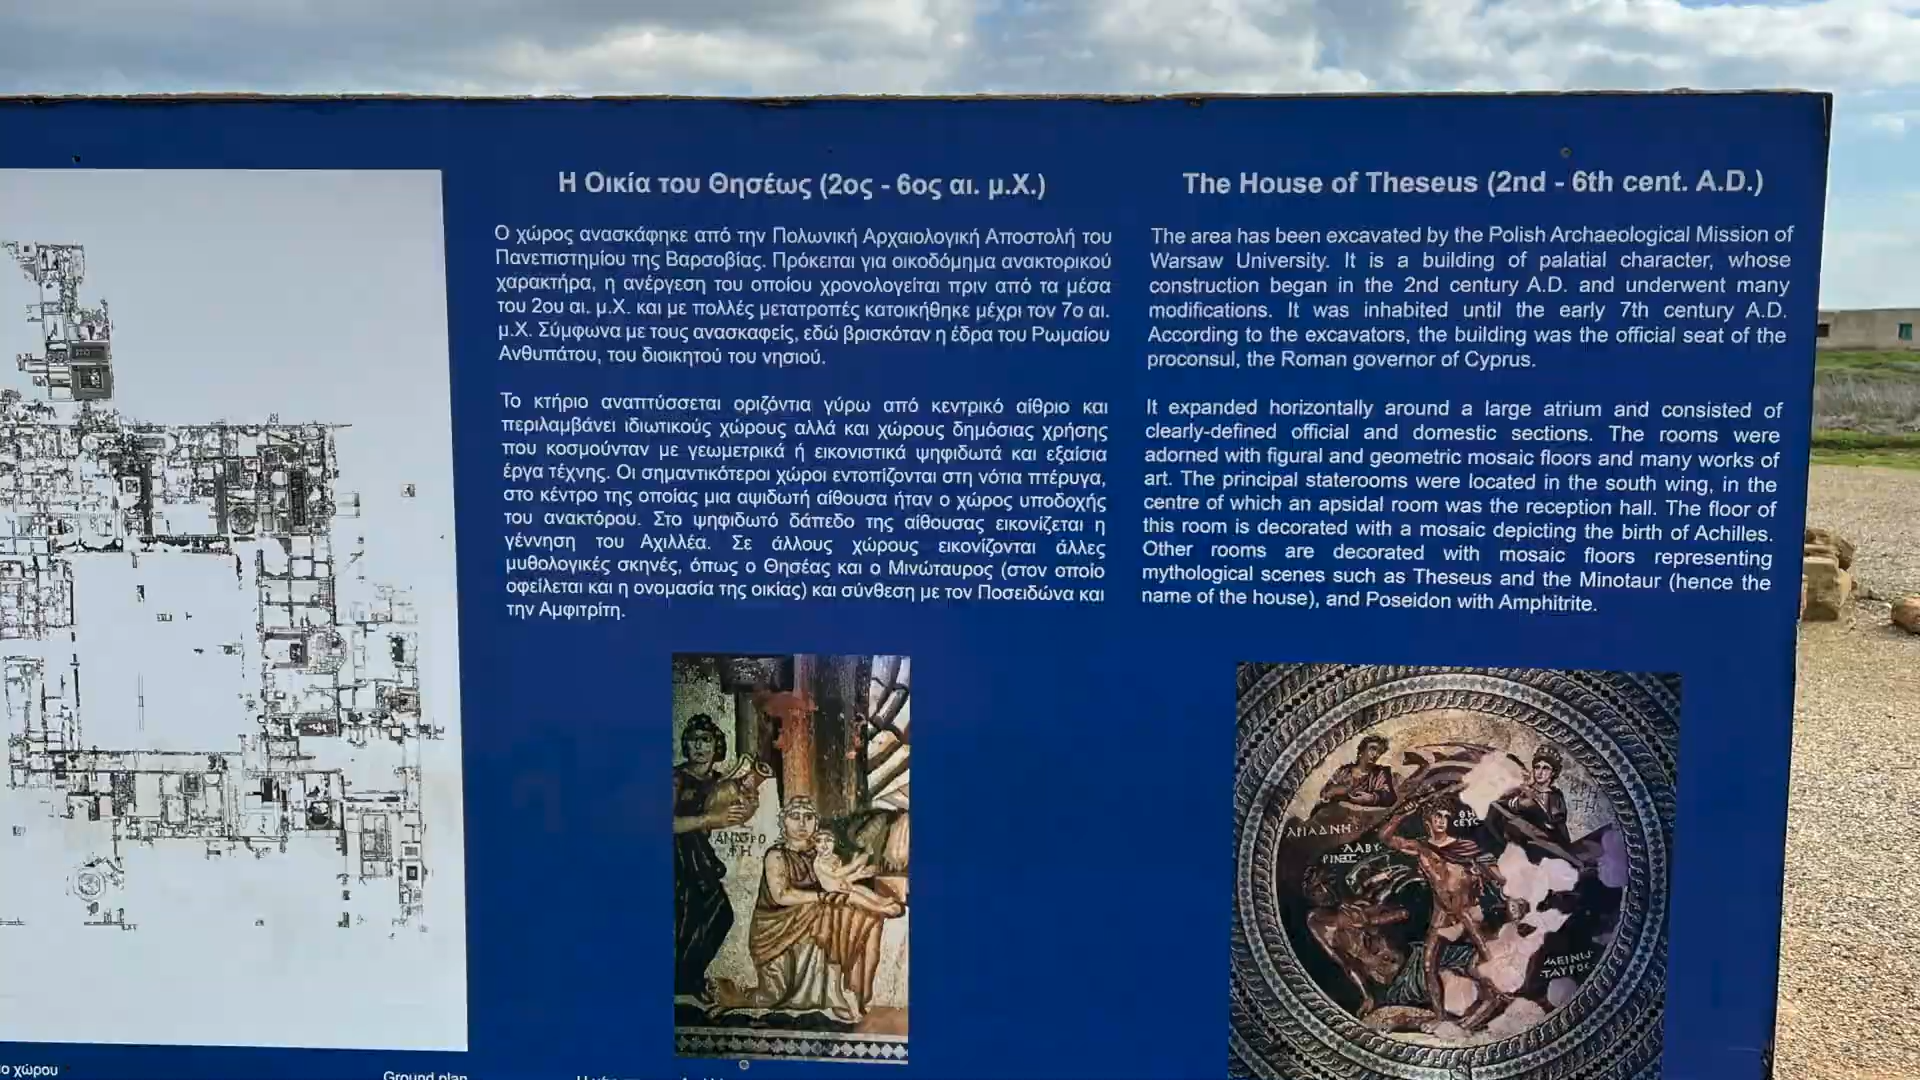 Η Οικία του Θησέως (2ος - 6ος αι. μ.Χ.)
Ο χώρος ανασκάφηκε από την Πολωνική Αρχαιολογική Αποστολή του
Πανεπιστημίου της Βαρσοβίας. Πρόκειται για οικοδόμημα ανακτορικού
χαρακτήρα, η ανέργεση του οποίου χρονολογείται πριν από τα μέσα
του 2ου αι. μ.Χ. και με πολλές μετατροπές κατοικήθηκε μέχρι τον 7ο αι.
μ.Χ. Σύμφωνα με τους ανασκαφείς, εδώ βρισκόταν η έδρα του Ρωμαίου
Ανθυπάτου, του διοικητού του νησιού.
Το κτήριο αναπτύσσεται οριζόντια γύρω από κεντρικό αίθριο και
περιλαμβάνει ιδιωτικούς χώρους αλλά και χώρους δημόσιας χρήσης
που κοσμούνταν με γεωμετρικά ή εικονιστικά ψηφιδωτά και εξαίσια
έργα τέχνης. Οι σημαντικότεροι χώροι εντοπίζονται στη νότια πτέρυγα,
στο κέντρο της οποίας μια αψιδωτή αίθουσα ήταν ο χώρος υποδοχής
του ανακτόρου. Στο ψηφιδωτό δάπεδο της αίθουσας εικονίζεται η
γέννηση του Αχιλλέα. Σε άλλους χώρους εικονίζονται άλλες
μυθολογικές σκηνές, όπως ο Θησέας και ο Μινώταυρος (στον οποίο
οφείλεται και η ονομασία της οικίας) και σύνθεση με τον Ποσειδώνα και
την Αμφιτρίτη.
The House of Theseus (2nd - 6th cent. A.D.)
The area has been excavated by the Polish Archaeological Mission of
Warsaw University. It is a building of palatial character, whose
construction began in the 2nd century A.D. and underwent many
modifications. It was inhabited until the early 7th century A.D.
According to the excavators, the building was the official seat of the
proconsul, the Roman governor of Cyprus.
It expanded horizontally around a large atrium and consisted of
clearly-defined official and domestic sections. The rooms were
adorned with figural and geometric mosaic floors and many works of
art. The principal staterooms were located in the south wing, in the
centre of which an apsidal room was the reception hall. The floor of
this room is decorated with a mosaic depicting the birth of Achilles.
Other rooms are decorated with mosaic floors representing
mythological scenes such as Theseus and the Minotaur (hence the
name of the house), and Poseidon with Amphitrite.
ΑΝΑΤΡΟ
ΦΗ
ΑΡΙΑΔΝΗ
ΘΗ
ΣΕΥΣ
ΚΡΗ
ΤΗ
ΛΑΒΥ
ΜΕΙΝΩ
ΤΑΥΡΟΣ
χώρου
Ground plan